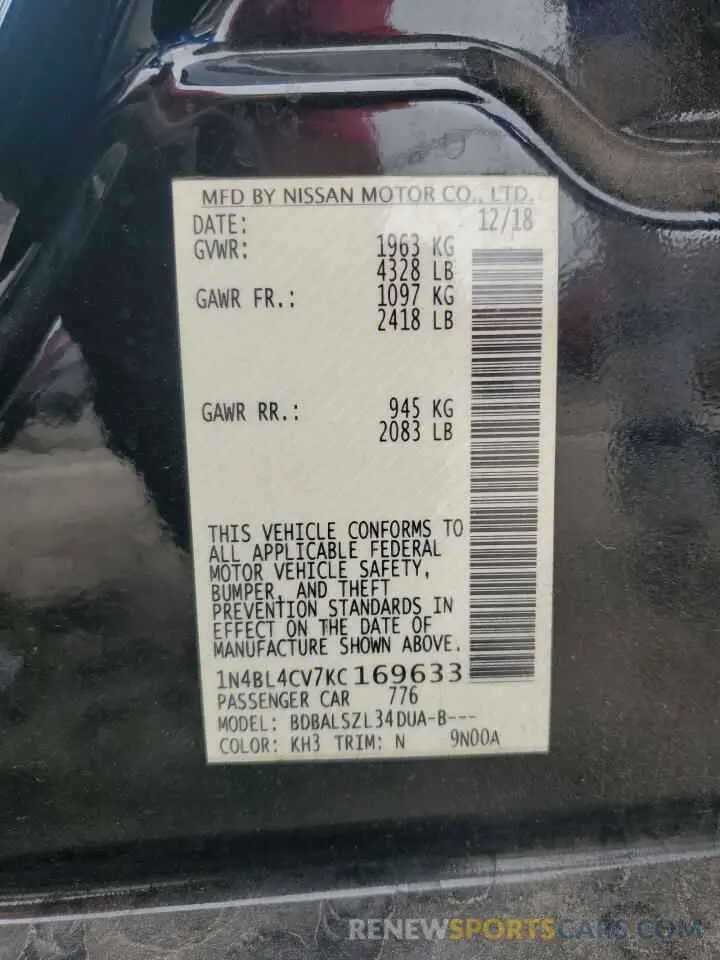 MFD BY NISSAN MOTOR CO., LTD.
DATE: 12/18
GVWR: 1963 KG
4328 LB
GAWR FR.: 1097 KG
2418 LB
GAWR RR.: 945 KG
2083 LB
THIS VEHICLE CONFORMS TO
ALL APPLICABLE FEDERAL
MOTOR VEHICLE SAFETY,
BUMPER, AND THEFT
PREVENTION STANDARDS IN
EFFECT ON THE DATE OF
MANUFACTURE SHOWN ABOVE.
1N4BL4CV7KC169633
PASSENGER CAR 776
MODEL: BDBALSZL34DUA-B---
COLOR: KH3 TRIM: N 9N00A
RENEWSPORTSCARS.COM